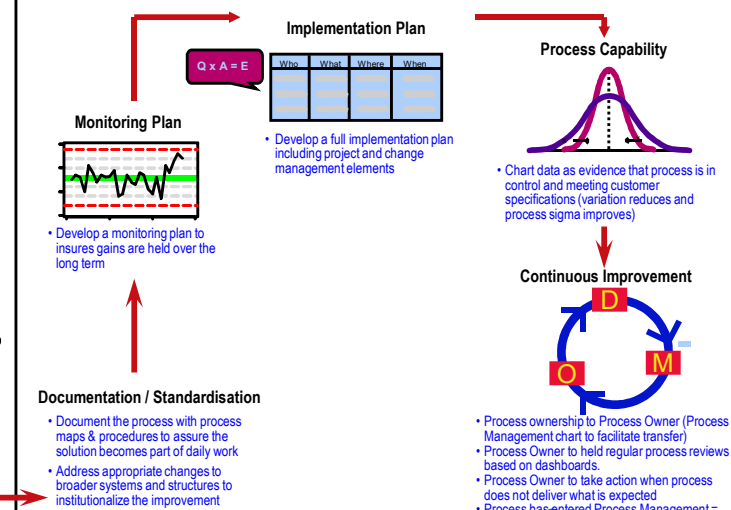 Implementation Plan
Q x A = E
Who What Where When
• Develop a full implementation plan
including project and change
management elements
Process Capability
• Chart data as evidence that process is in
control and meeting customer
specifications (variation reduces and
process sigma improves)
Monitoring Plan
• Develop a monitoring plan to
insures gains are held over the
long term
Continuous Improvement
D
M
O
• Process ownership to Process Owner (Process
Management chart to facilitate transfer)
• Process Owner to held regular process reviews
based on dashboards.
• Process Owner to take action when process
does not deliver what is expected
• Process has entered Process Management =
Documentation / Standardisation
• Document the process with process
maps & procedures to assure the
solution becomes part of daily work
• Address appropriate changes to
broader systems and structures to
institutionalize the improvement